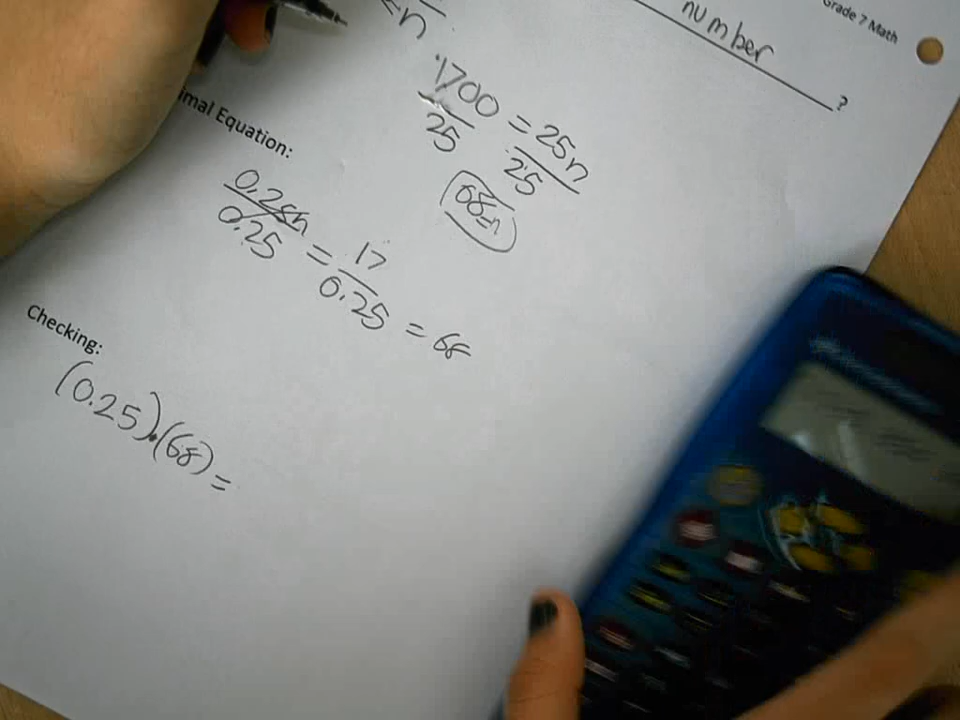 Grade 7 Math
number ?
=n
1700 = 25n
25 25
68=n
imal Equation:
0.25n = 17 = 68
0.25 0.25
Checking:
(0.25)·(68) =